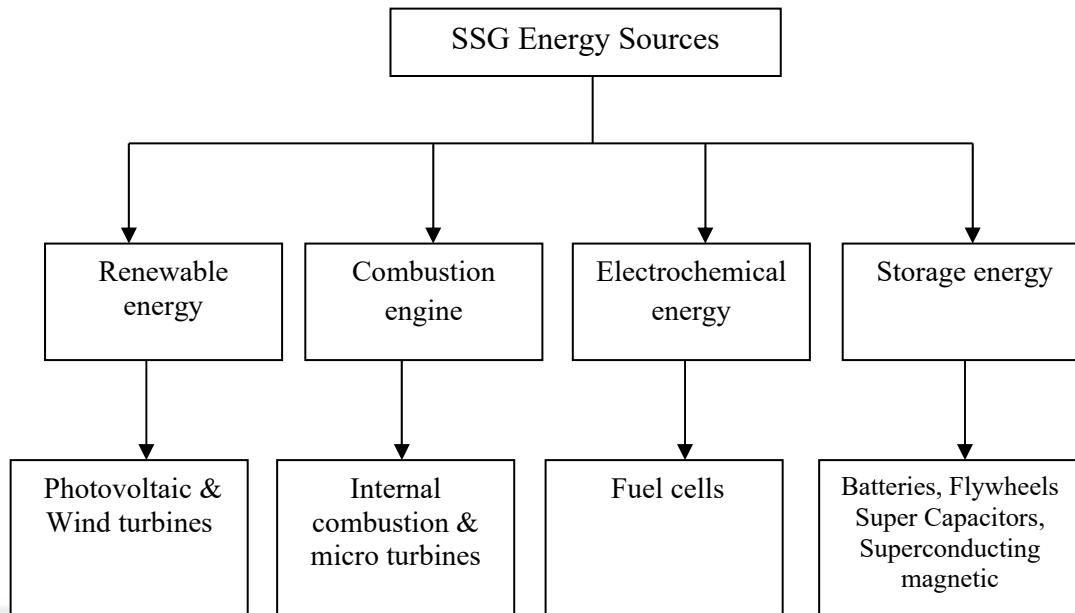 SSG Energy Sources
Renewable
energy
Combustion
engine
Electrochemical
energy
Storage energy
Photovoltaic &
Wind turbines
Internal
combustion &
micro turbines
Fuel cells
Batteries, Flywheels
Super Capacitors,
Superconducting
magnetic